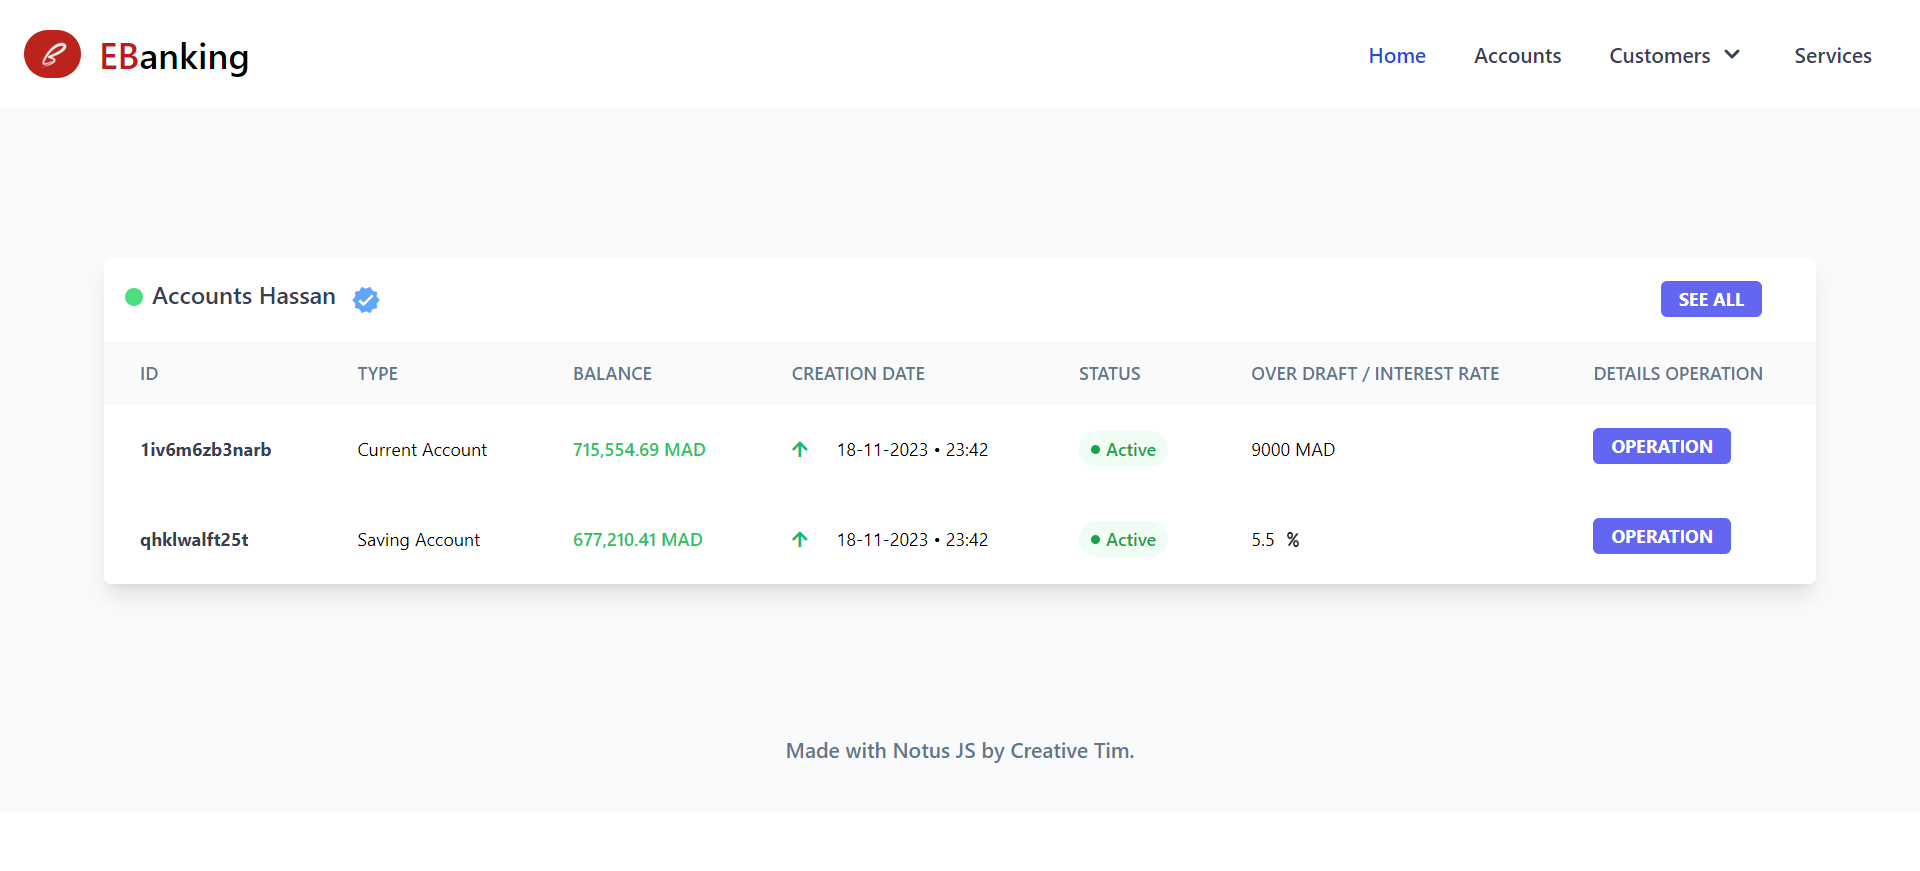 EBanking
Home Accounts Customers Services
Accounts Hassan SEE ALL
ID TYPE BALANCE CREATION DATE STATUS OVER DRAFT / INTEREST RATE DETAILS OPERATION
1iv6m6zb3narb Current Account 715,554.69 MAD 18-11-2023 • 23:42 Active 9000 MAD OPERATION
qhklwalft25t Saving Account 677,210.41 MAD 18-11-2023 • 23:42 Active 5.5 % OPERATION
Made with Notus JS by Creative Tim.